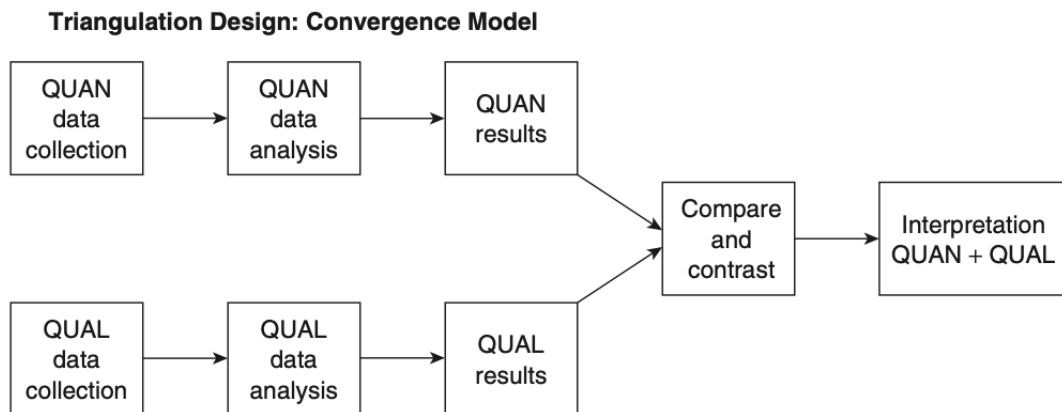 Triangulation Design: Convergence Model
QUAN
data
collection
QUAN
data
analysis
QUAN
results
Compare
and
contrast
Interpretation
QUAN + QUAL
QUAL
data
collection
QUAL
data
analysis
QUAL
results